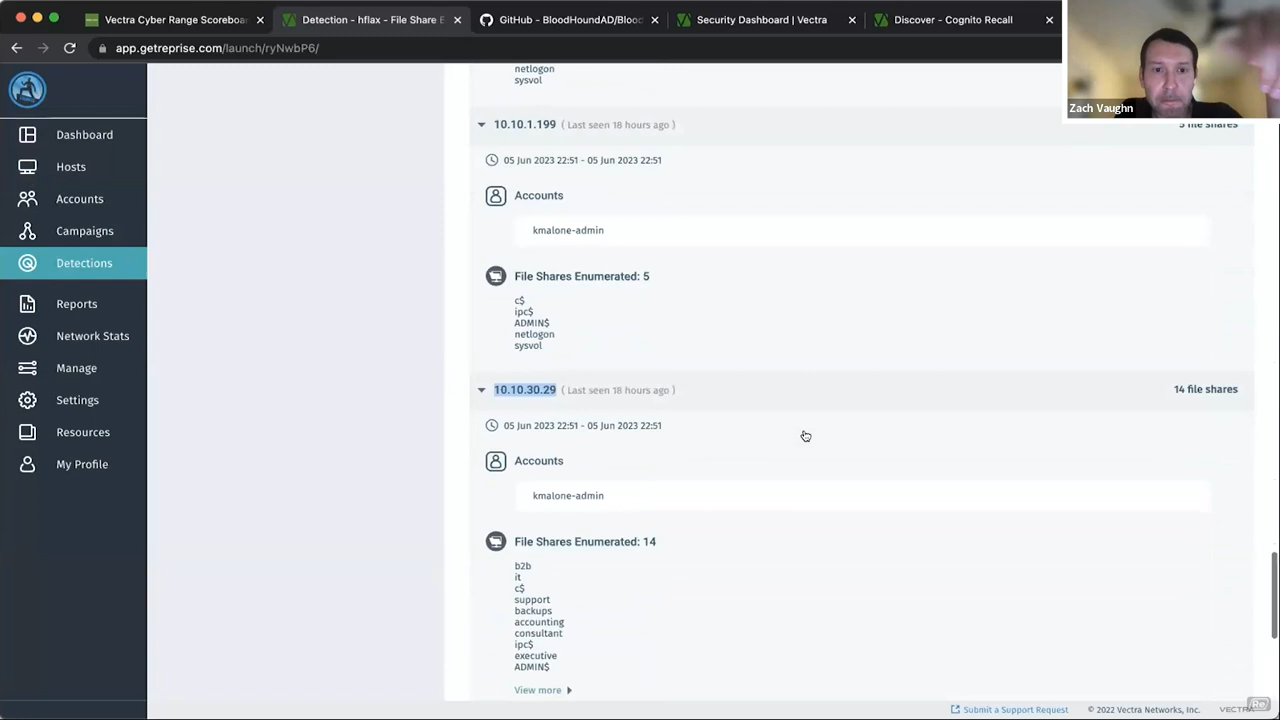 Vectra Cyber Range Scoreboa
Detection - hflax - File Share E
GitHub - BloodHoundAD/Blood
Security Dashboard | Vectra
Discover - Cognito Recall
app.getreprise.com/launch/ryNwbP6/
Zach Vaughn
Dashboard
Hosts
Accounts
Campaigns
Detections
Reports
Network Stats
Manage
Settings
Resources
My Profile
netlogon
sysvol
10.10.1.199 ( Last seen 18 hours ago )
5 file shares
05 Jun 2023 22:51 - 05 Jun 2023 22:51
Accounts
kmalone-admin
File Shares Enumerated: 5
c$
ipc$
ADMIN$
netlogon
sysvol
10.10.30.29 ( Last seen 18 hours ago )
14 file shares
05 Jun 2023 22:51 - 05 Jun 2023 22:51
Accounts
kmalone-admin
File Shares Enumerated: 14
b2b
it
c$
support
backups
accounting
consultant
ipc$
executive
ADMIN$
View more
Submit a Support Request
© 2022 Vectra Networks, Inc.
VECTR
Re